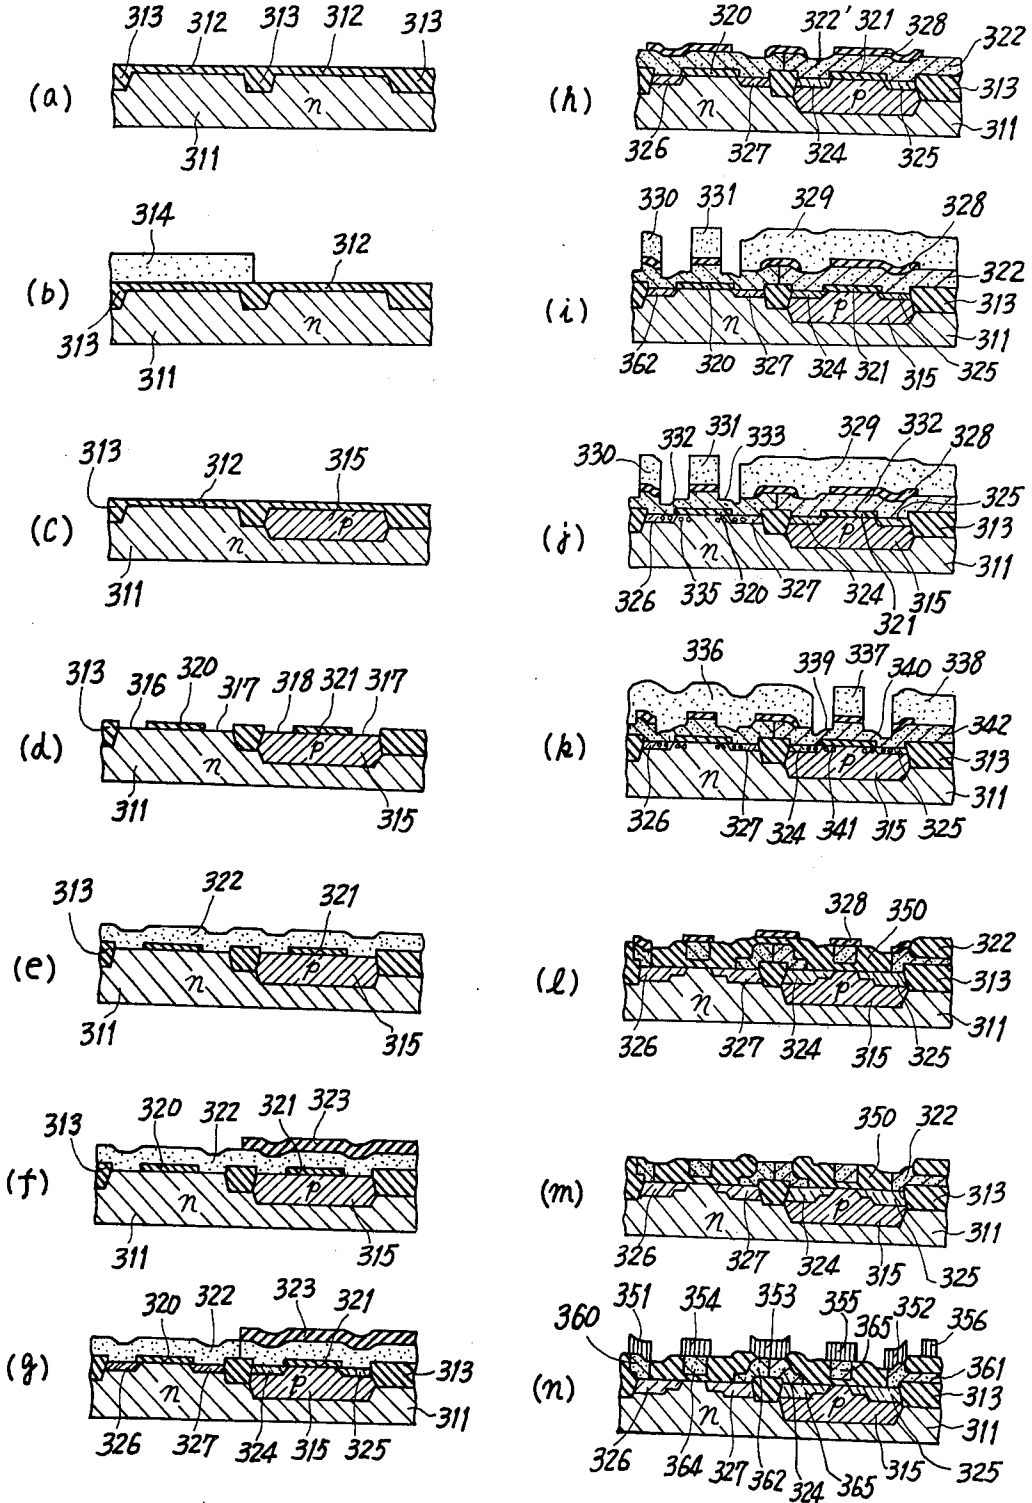 313 312 313 312 313
(a) n
311
314
312
(b) n
313
311
313 312 315
(c) p
n
311
313 316 320 317 318 321 317
(d) p
n
311 315
313 322 321
(e) p
n
311 315
313 320 322 321 323
(f) p
n
311 315
320 322 323 321
(g) p 313
n 311
326 327 324 315 325
320 322' 321 328 322
(h) p 313
n 311
326 327 324 325
330 331 329 328
322
(i) p 313
n 311
362 320 327 324 321 315 325
330 332 331 333 329 332 328
325
(j) p 313
n 311
326 335 320 327 324 315
321
336 339 337 340 338
342
(k) p 313
n 311
326 327 324 341 315 325
328 350
322
(l) p 313
n 311
326 327 324 315 325
350 322
(m) p 313
n 311
326 327 324 315 325
351 354 353 355 365 352 356
360
361
(n) p 313
n 311
326 364 327 362 324 365 315 325